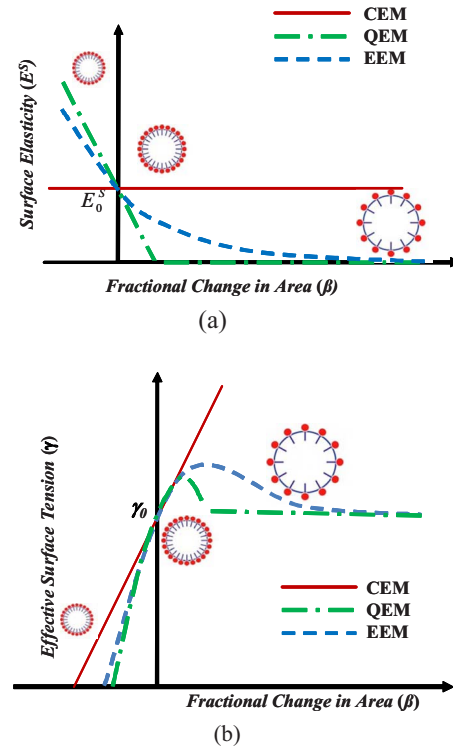 CEM
QEM
EEM
Surface Elasticity (E^S)
E_0^S
Fractional Change in Area (β)
(a)
Effective Surface Tension (γ)
γ_0
CEM
QEM
EEM
Fractional Change in Area (β)
(b)